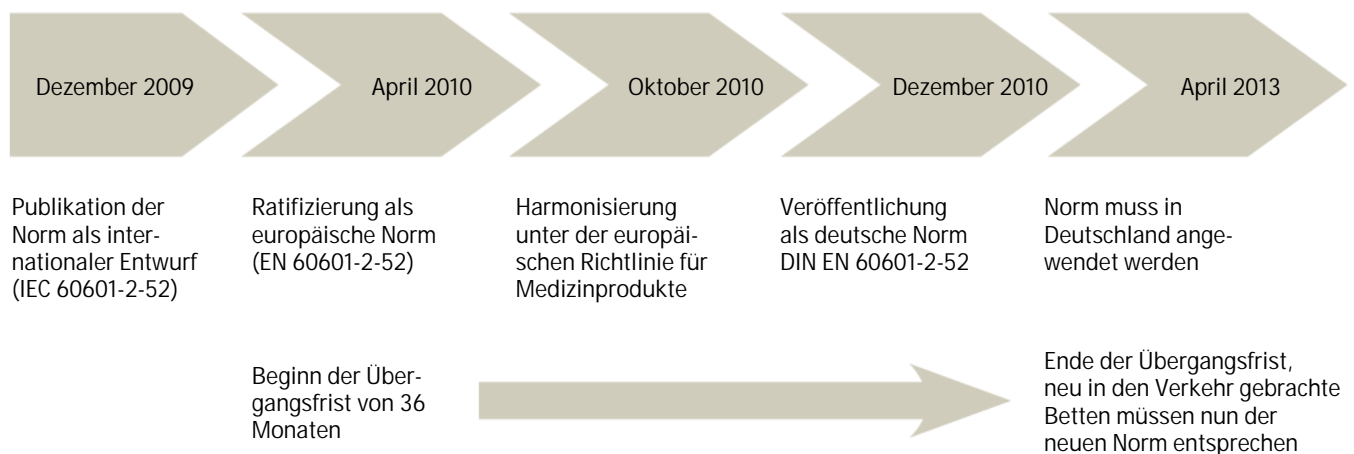 Dezember 2009
April 2010
Oktober 2010
Dezember 2010
April 2013
Publikation der
Norm als inter-
nationaler Entwurf
(IEC 60601-2-52)
Ratifizierung als
europäische Norm
(EN 60601-2-52)
Harmonisierung
unter der europäi-
schen Richtlinie für
Medizinprodukte
Veröffentlichung
als deutsche Norm
DIN EN 60601-2-52
Norm muss in
Deutschland ange-
wendet werden
Beginn der Über-
gangsfrist von 36
Monaten
Ende der Übergangsfrist,
neu in den Verkehr gebrachte
Betten müssen nun der
neuen Norm entsprechen